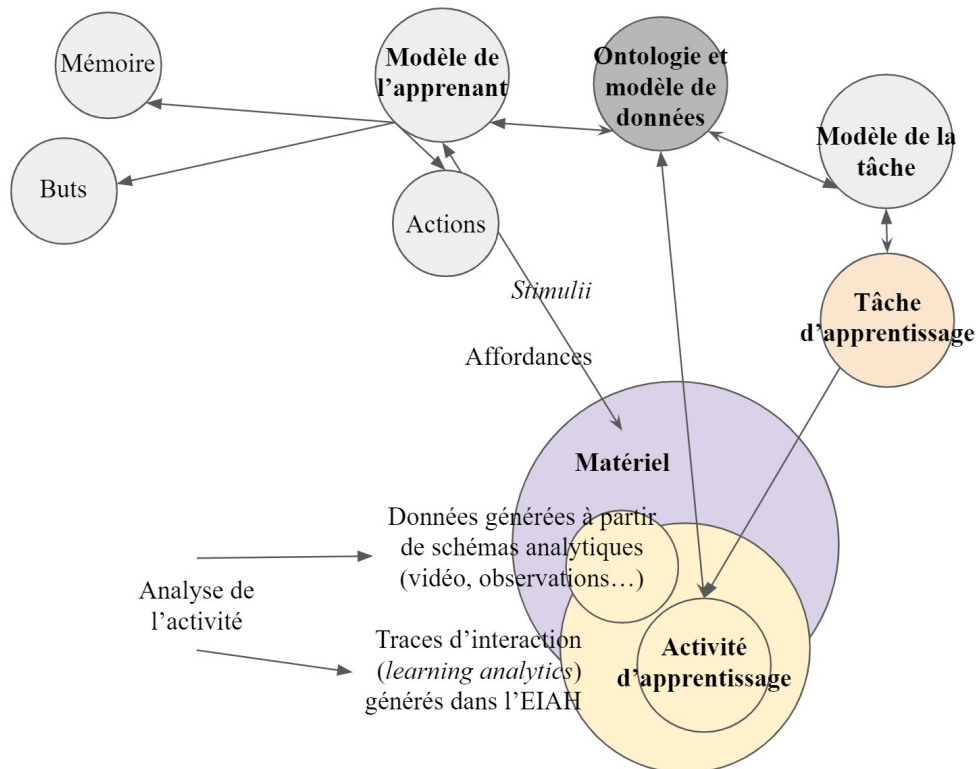 Mémoire
Modèle de
l’apprenant
Ontologie et
modèle de
données
Modèle de la
tâche
Buts
Actions
Stimulii
Tâche
d’apprentissage
Affordances
Matériel
Données générées à partir
de schémas analytiques
(vidéo, observations…)
Analyse de
l’activité
Traces d’interaction
(learning analytics)
générés dans l’EIAH
Activité
d’apprentissage